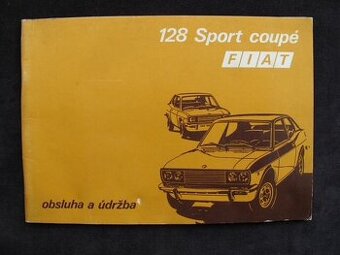 128 Sport coupé
FIAT
obsluha a údržba